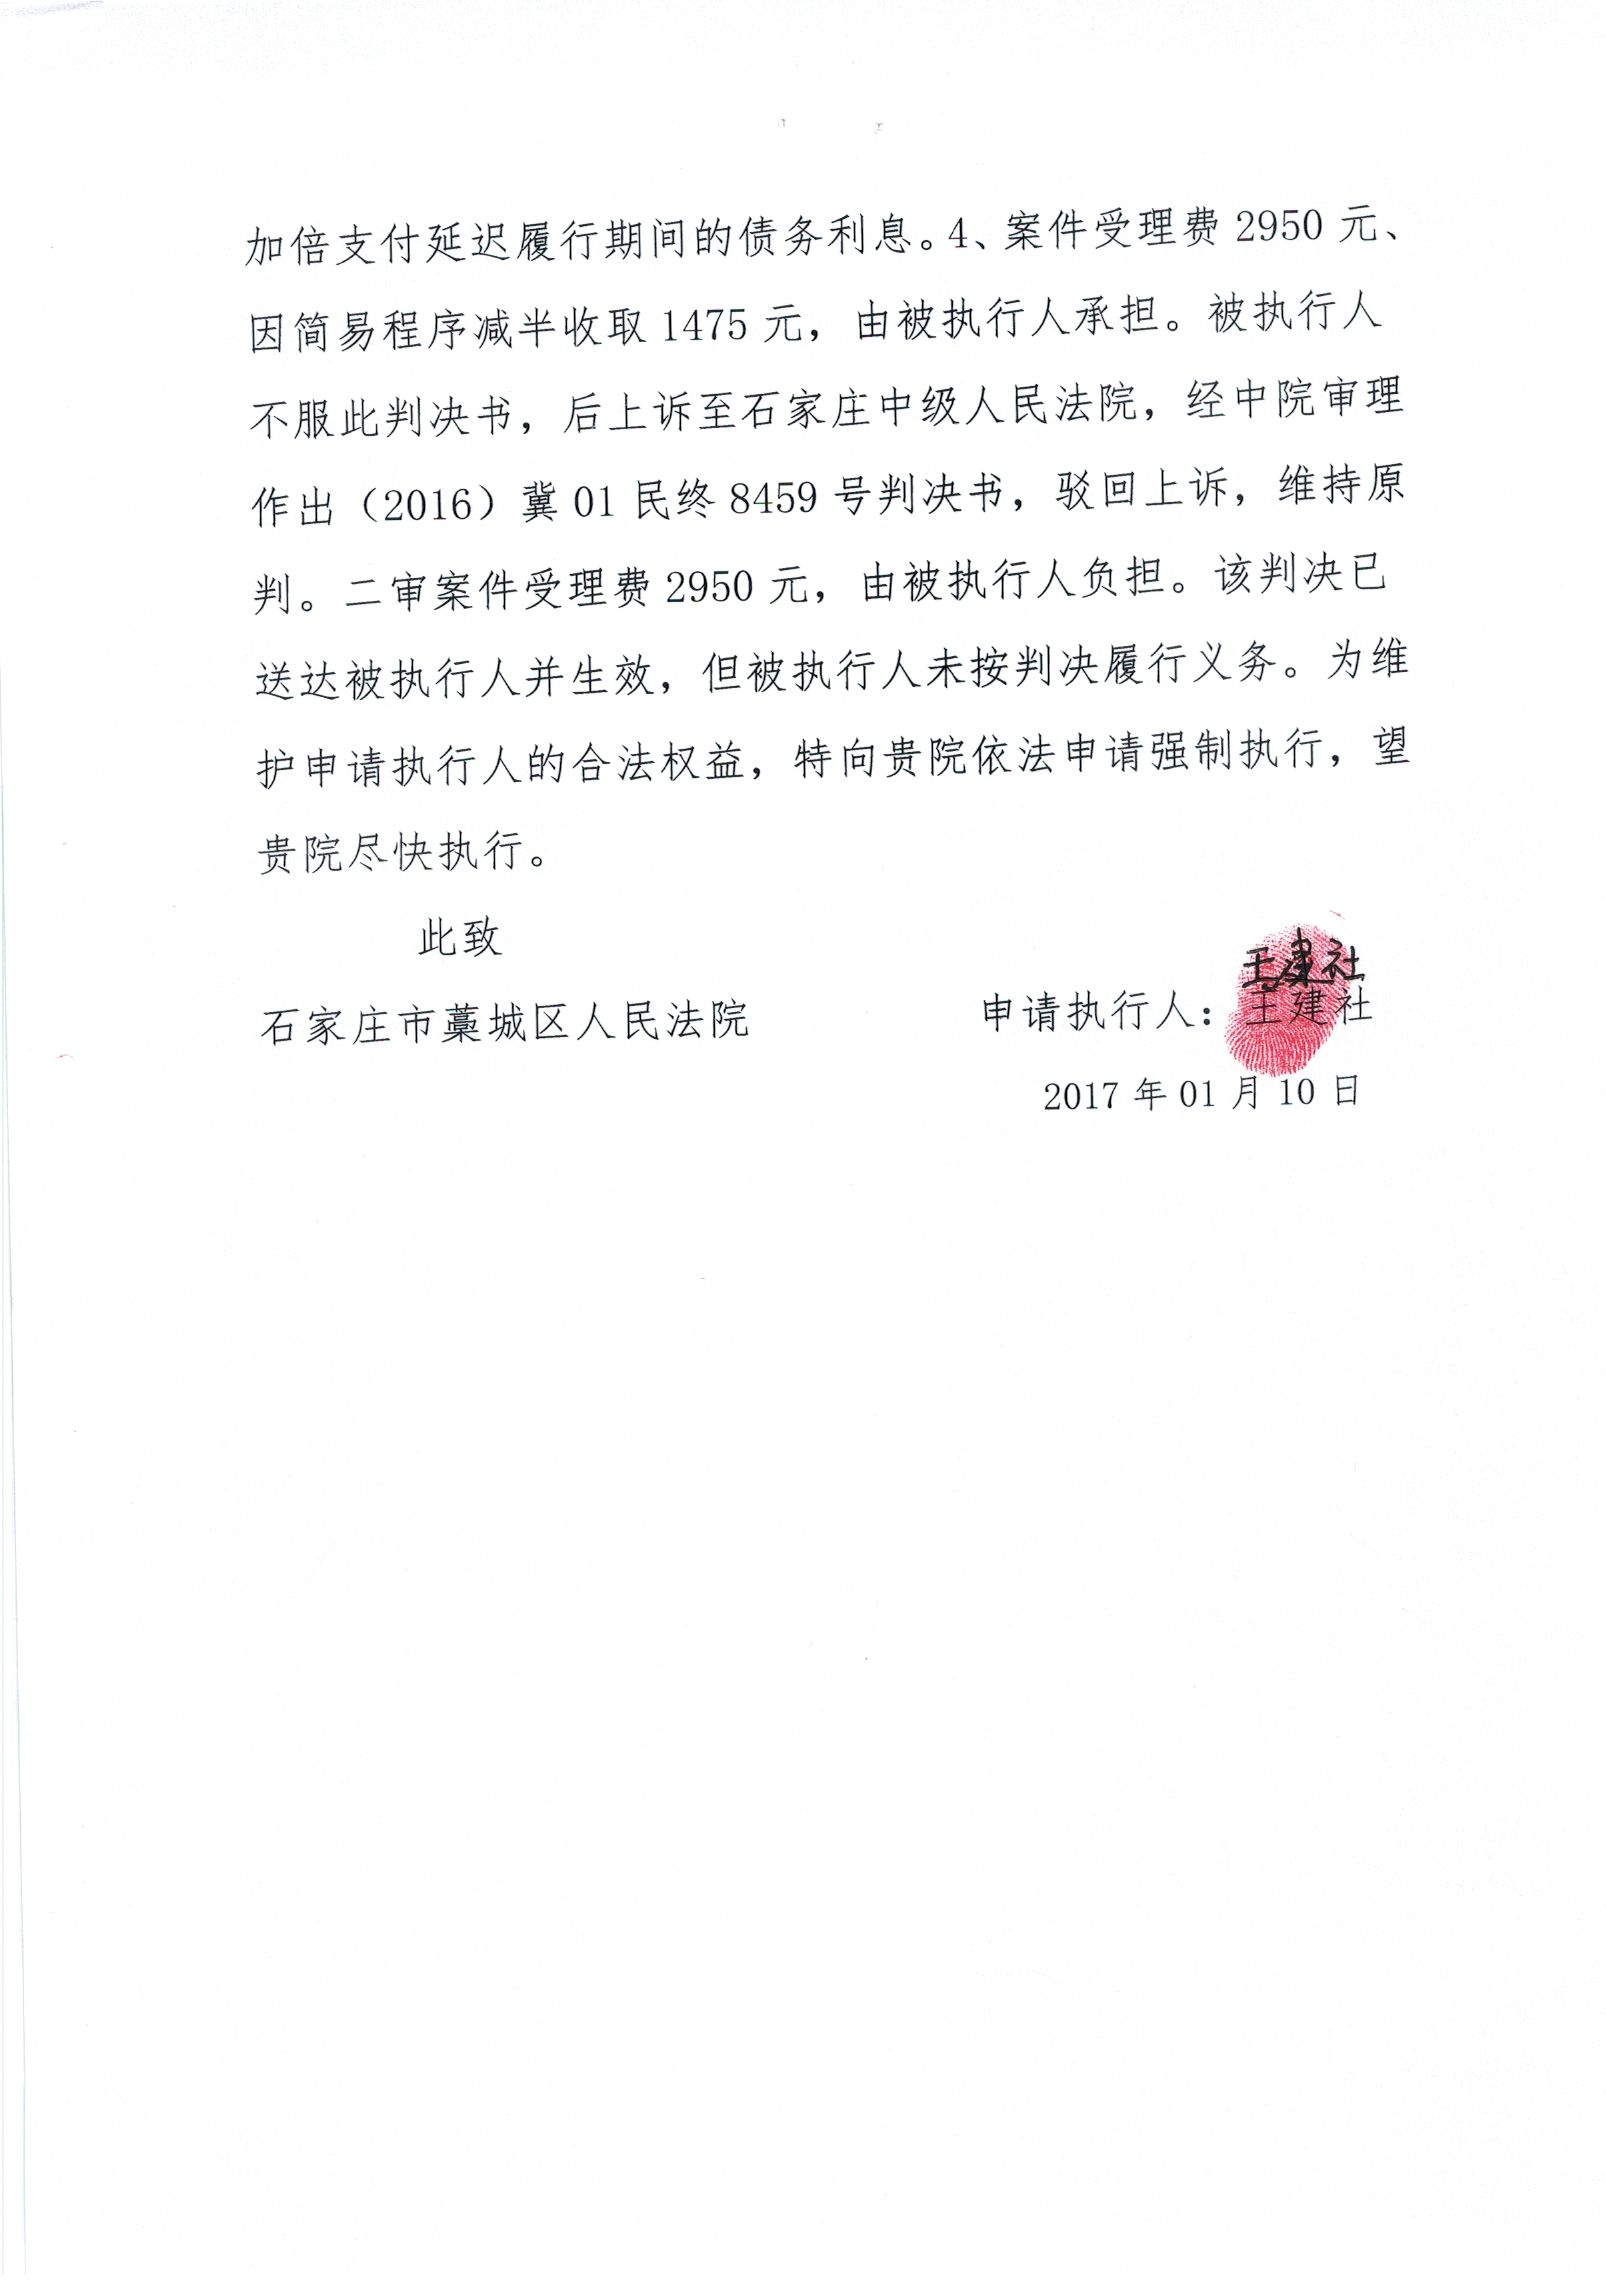 加倍支付延迟履行期间的债务利息。4、案件受理费 2950 元、
因简易程序减半收取 1475 元，由被执行人承担。被执行人
不服此判决书，后上诉至石家庄中级人民法院，经中院审理
作出（2016）冀 01 民终 8459 号判决书，驳回上诉，维持原
判。二审案件受理费 2950 元，由被执行人负担。该判决已
送达被执行人并生效，但被执行人未按判决履行义务。为维
护申请执行人的合法权益，特向贵院依法申请强制执行，望
贵院尽快执行。
此致
王建社
石家庄市藁城区人民法院 申请执行人：王建社
2017 年 01 月 10 日